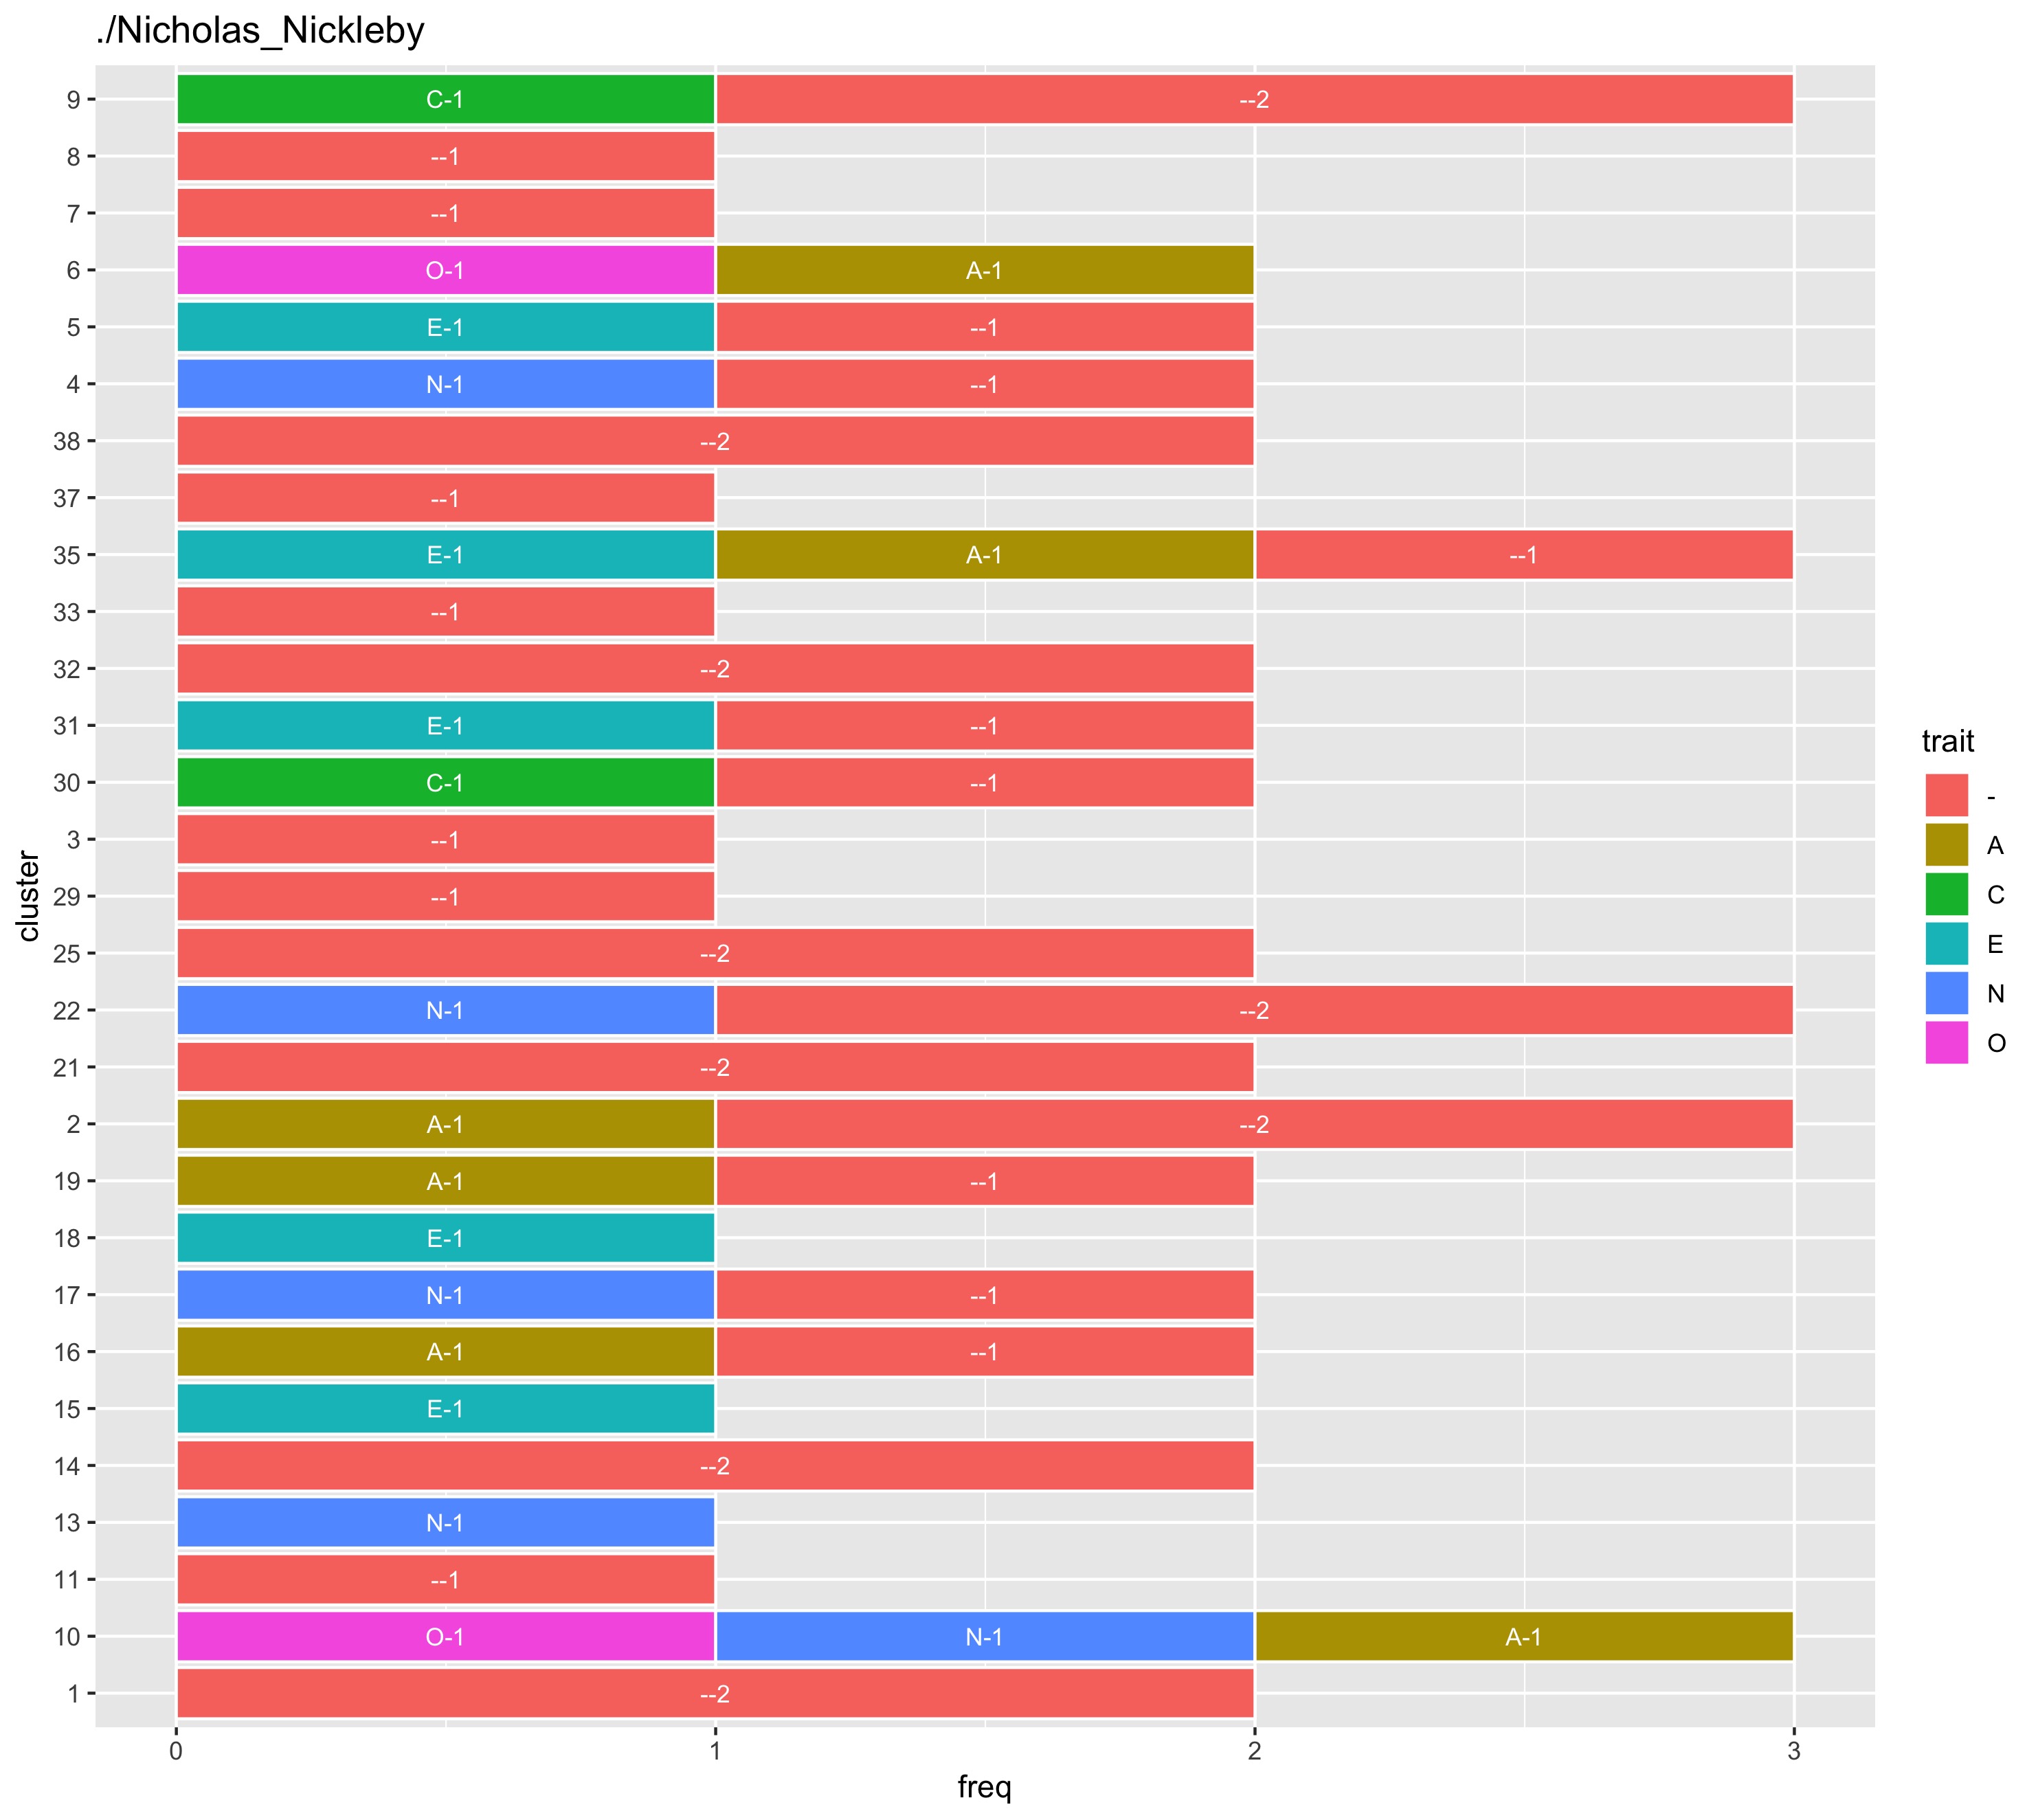 ./Nicholas_Nickleby
9 C-1 --2
8 --1
7 --1
6 O-1 A-1
5 E-1 --1
4 N-1 --1
38 --2
37 --1
35 E-1 A-1 --1
33 --1
32 --2
31 E-1 --1
30 C-1 --1
3 --1
29 --1
25 --2
22 N-1 --2
21 --2
2 A-1 --2
19 A-1 --1
18 E-1
17 N-1 --1
16 A-1 --1
15 E-1
14 --2
13 N-1
11 --1
10 O-1 N-1 A-1
1 --2
0 1 2 3
freq
cluster
trait
-
A
C
E
N
O